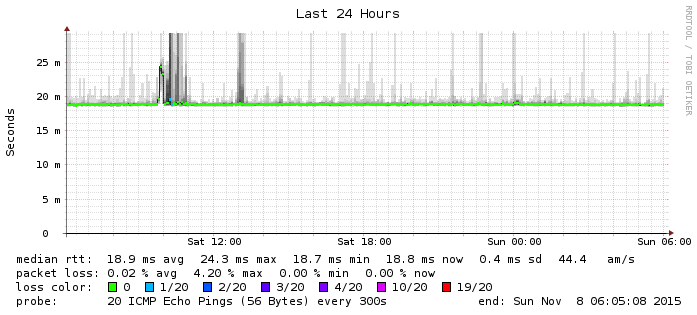 Last 24 Hours
RRDTOOL / TOBI OETIKER
Seconds
25 m
20 m
15 m
10 m
5 m
0
Sat 12:00 Sat 18:00 Sun 00:00 Sun 06:00
median rtt: 18.9 ms avg 24.3 ms max 18.7 ms min 18.8 ms now 0.4 ms sd 44.4 am/s
packet loss: 0.02 % avg 4.20 % max 0.00 % min 0.00 % now
loss color: 0 1/20 2/20 3/20 4/20 10/20 19/20
probe: 20 ICMP Echo Pings (56 Bytes) every 300s end: Sun Nov 8 06:05:08 2015